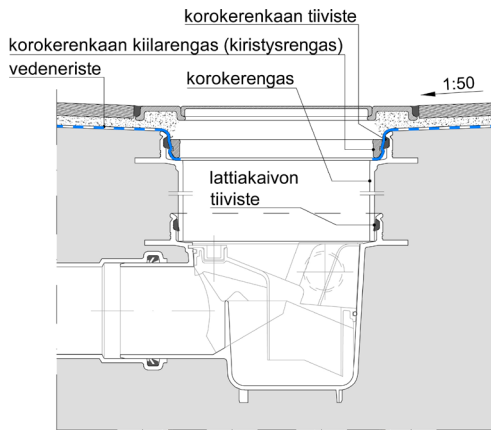 korokerenkaan tiiviste
korokerenkaan kiilarengas (kiristysrengas)
vedeneriste
korokerengas
1:50
lattiakaivon
tiiviste